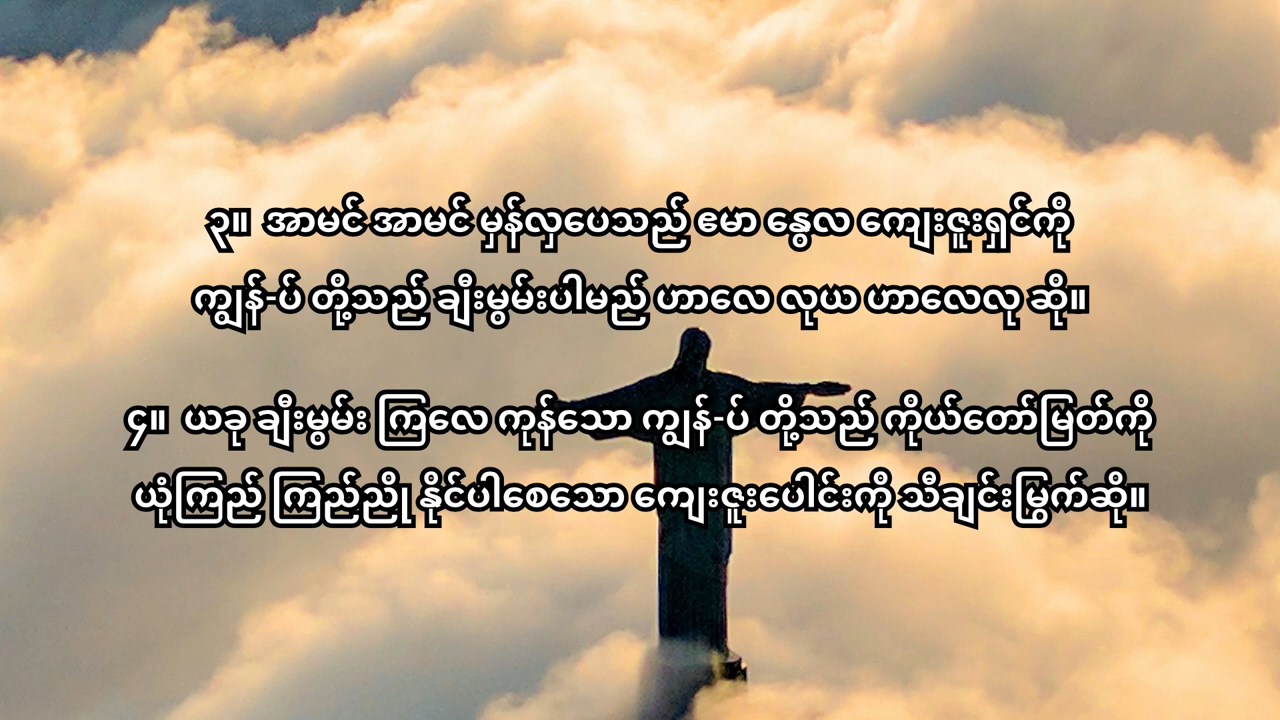 ၃။ အာမင် အာမင် မှန်လှပေသည် ဧမာ နွေလ ကျေးဇူးရှင်ကို
ကျွန်-ပ် တို့သည် ချီးမွမ်းပါမည် ဟာလေ လုယ ဟာလေလု ဆို။
၄။ ယခု ချီးမွမ်း ကြလေ ကုန်သော ကျွန်-ပ် တို့သည် ကိုယ်တော်မြတ်ကို
ယုံကြည် ကြည်ညို နိုင်ပါစေသော ကျေးဇူးပေါင်းကို သီချင်းမြွက်ဆို။